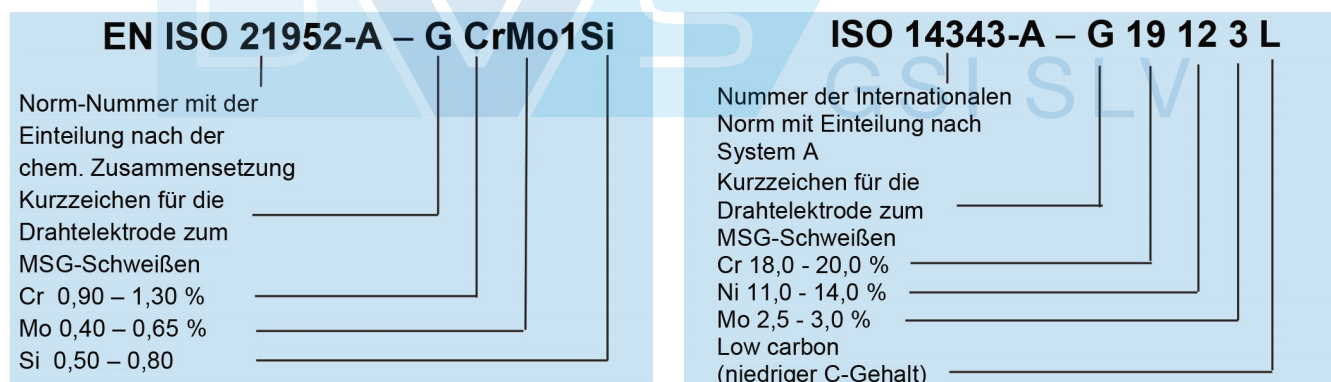 EN ISO 21952-A – G CrMo1Si
Norm-Nummer mit der
Einteilung nach der
chem. Zusammensetzung
Kurzzeichen für die
Drahtelektrode zum
MSG-Schweißen
Cr 0,90 – 1,30 %
Mo 0,40 – 0,65 %
Si 0,50 – 0,80
ISO 14343-A – G 19 12 3 L
Nummer der Internationalen
Norm mit Einteilung nach
System A
Kurzzeichen für die
Drahtelektrode zum
MSG-Schweißen
Cr 18,0 - 20,0 %
Ni 11,0 - 14,0 %
Mo 2,5 - 3,0 %
Low carbon
(niedriger C-Gehalt)
DVS
GSI SLV